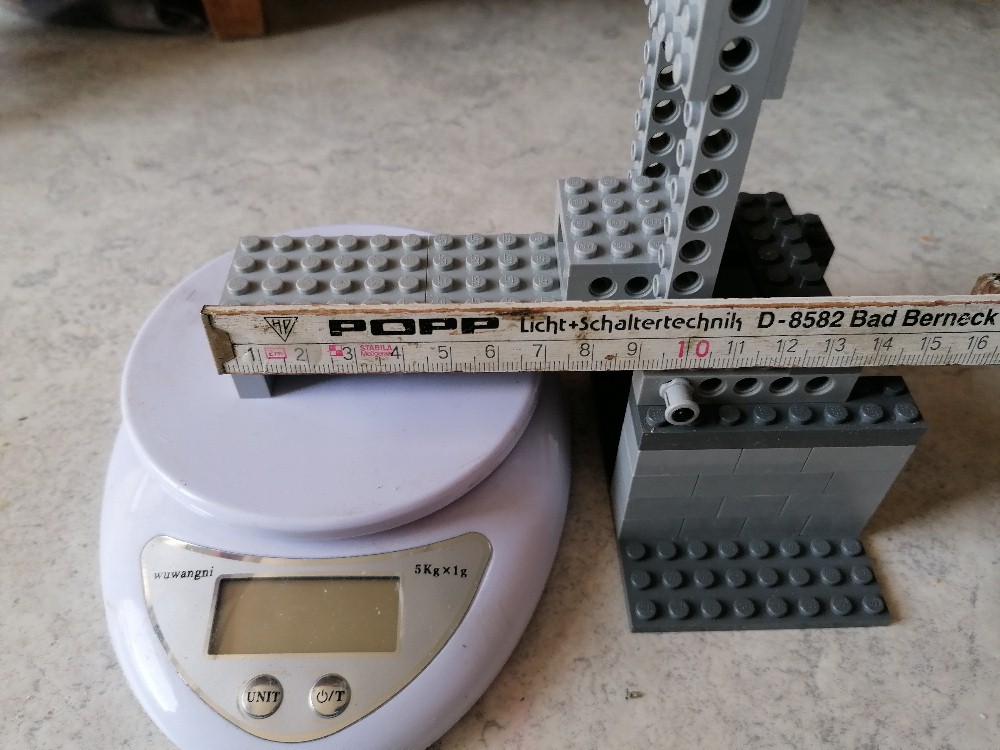 HP POPP Licht+Schaltertechnik D-8582 Bad Berneck
1 2 3 STABILA 4 5 6 7 8 9 10 11 12 13 14 15 16
wuwangni 5Kg×1g
UNIT /T